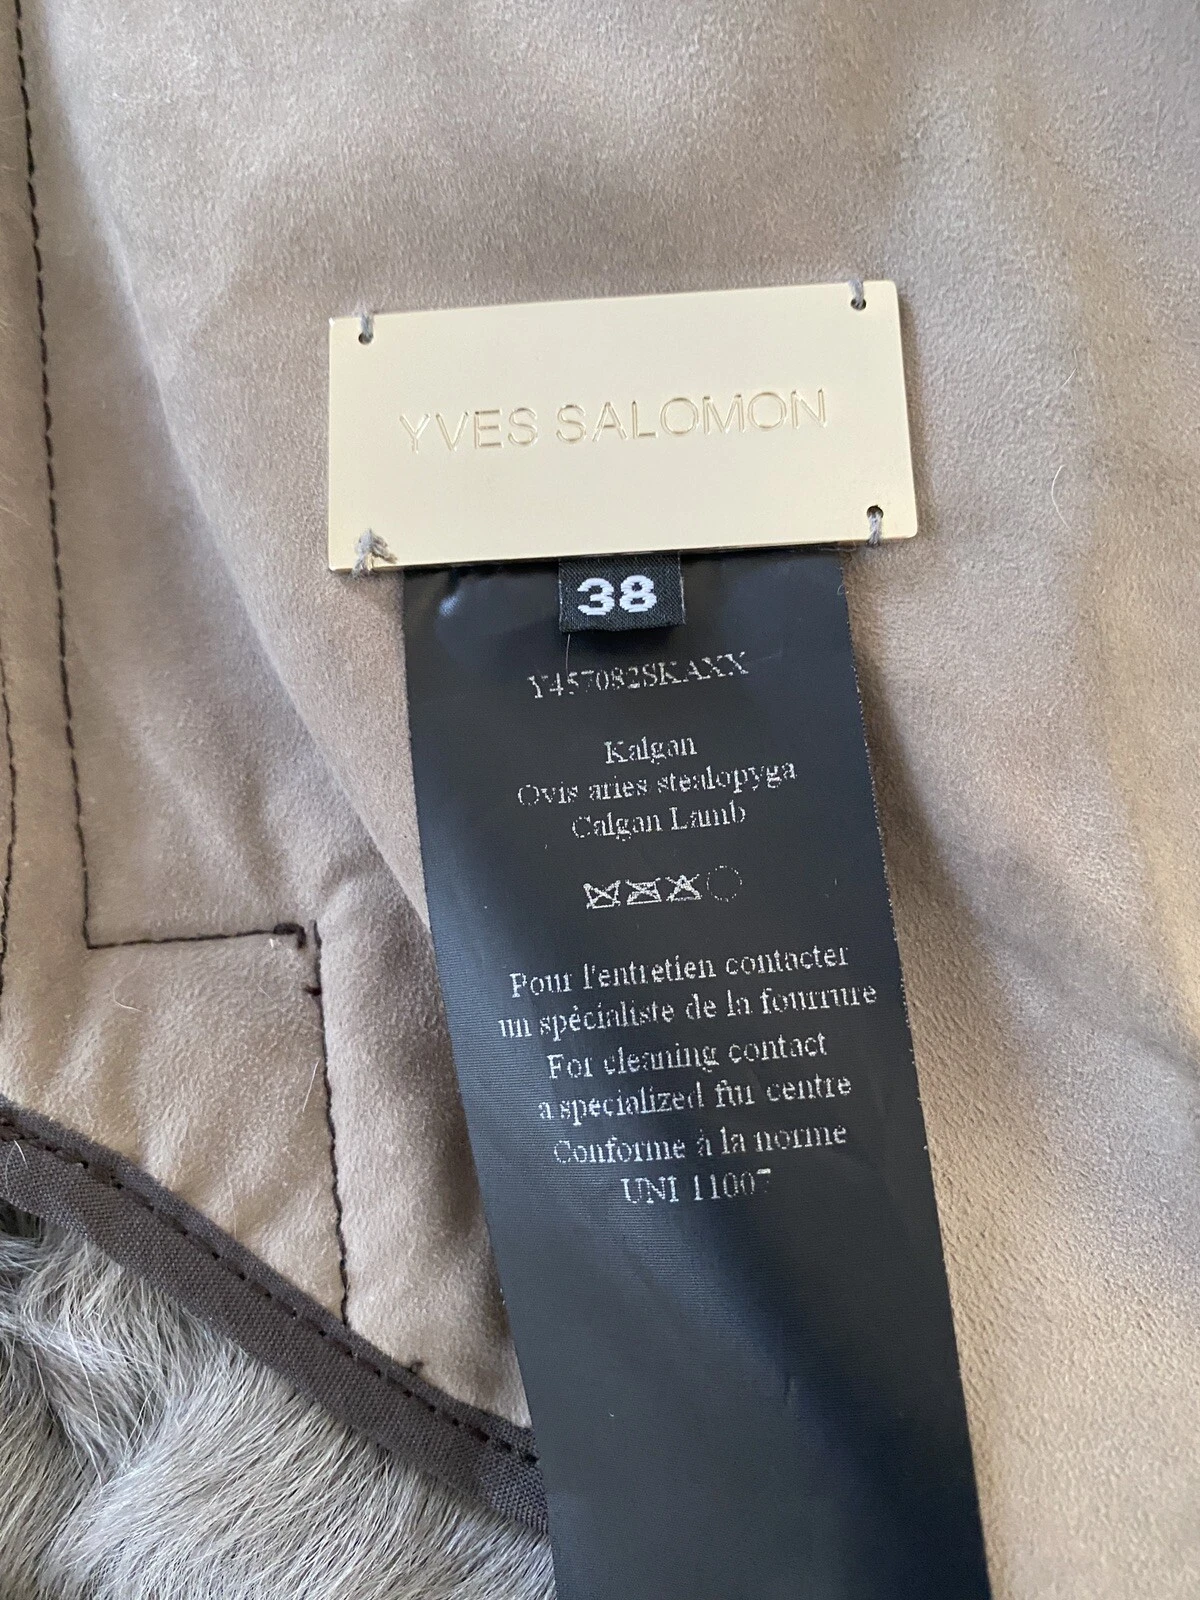 YVES SALOMON
38
Y457082SKAXX
Kalgan
Ovis aries stealopyga
Calgan Lamb
Pour l'entretien contacter
un spécialiste de la fourrure
For cleaning contact
a specialized fur centre
Conforme à la norme
UNI 11007